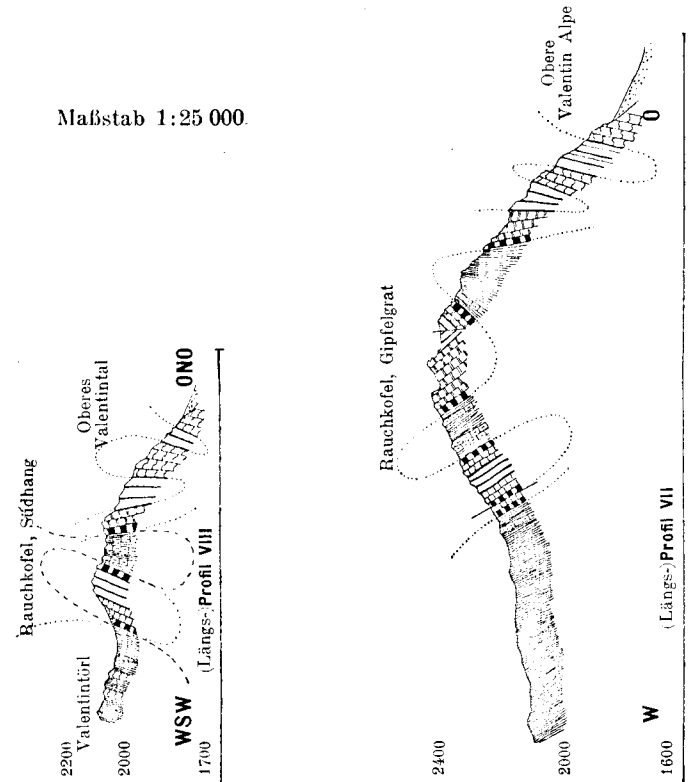 Maßstab 1:25 000.
Rauchkofel, Südhang
Oberes
Valentintal
ONO
Valentintörl
WSW
(Längs-)Profil VIII
2200
2000
1700
Obere
Valentin Alpe
O
Rauchkofel, Gipfelgrat
(Längs-)Profil VII
W
2400
2000
1600